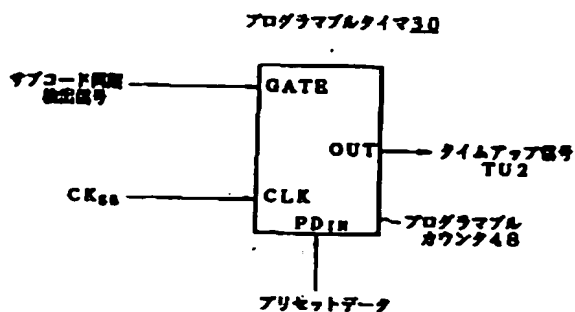 プログラマブルタイマ30
サブコード同期
検出信号
GATE
OUT
タイムアップ信号
TU2
CK
CLK
PD_IN
プログラマブル
カウンタ48
プリセットデータ